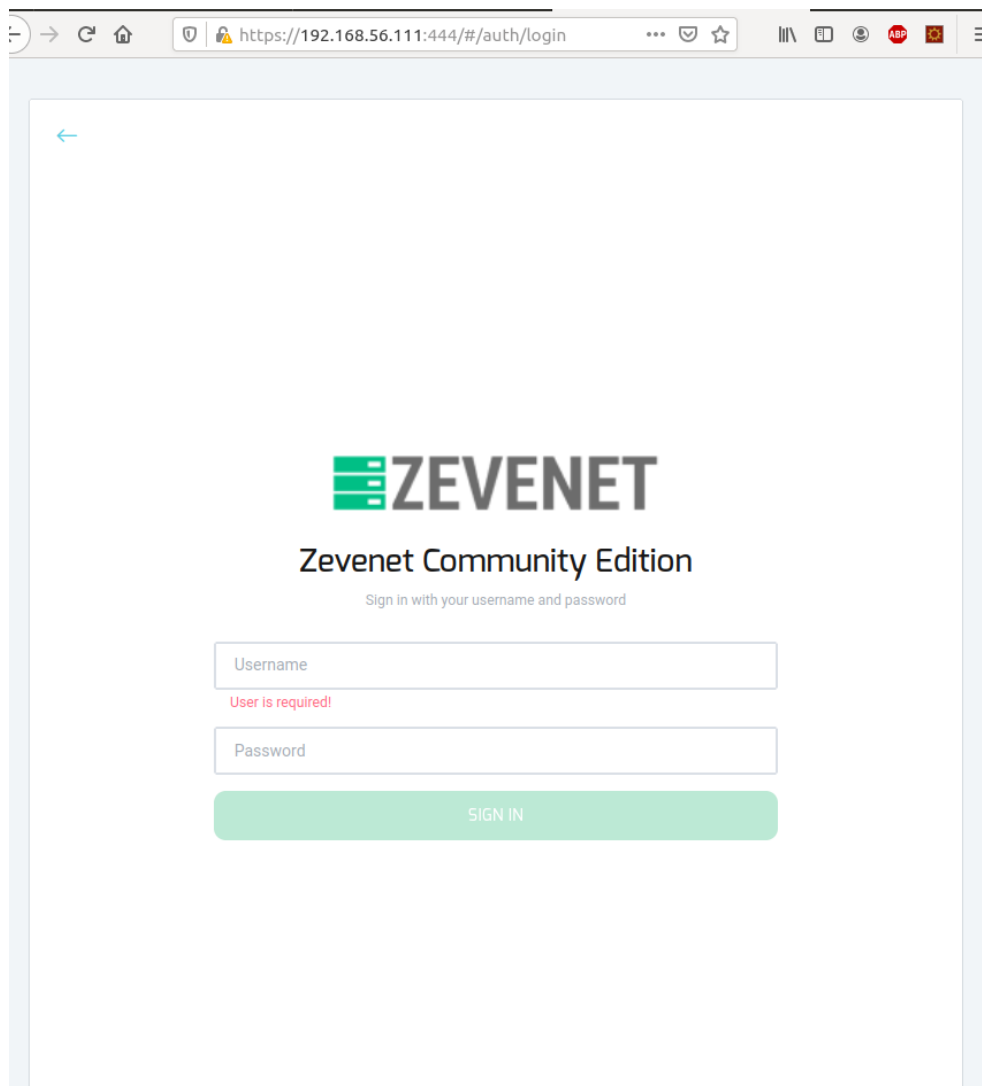 https://192.168.56.111:444/#/auth/login
ABP
ZEVENET
Zevenet Community Edition
Sign in with your username and password
Username
User is required!
Password
SIGN IN